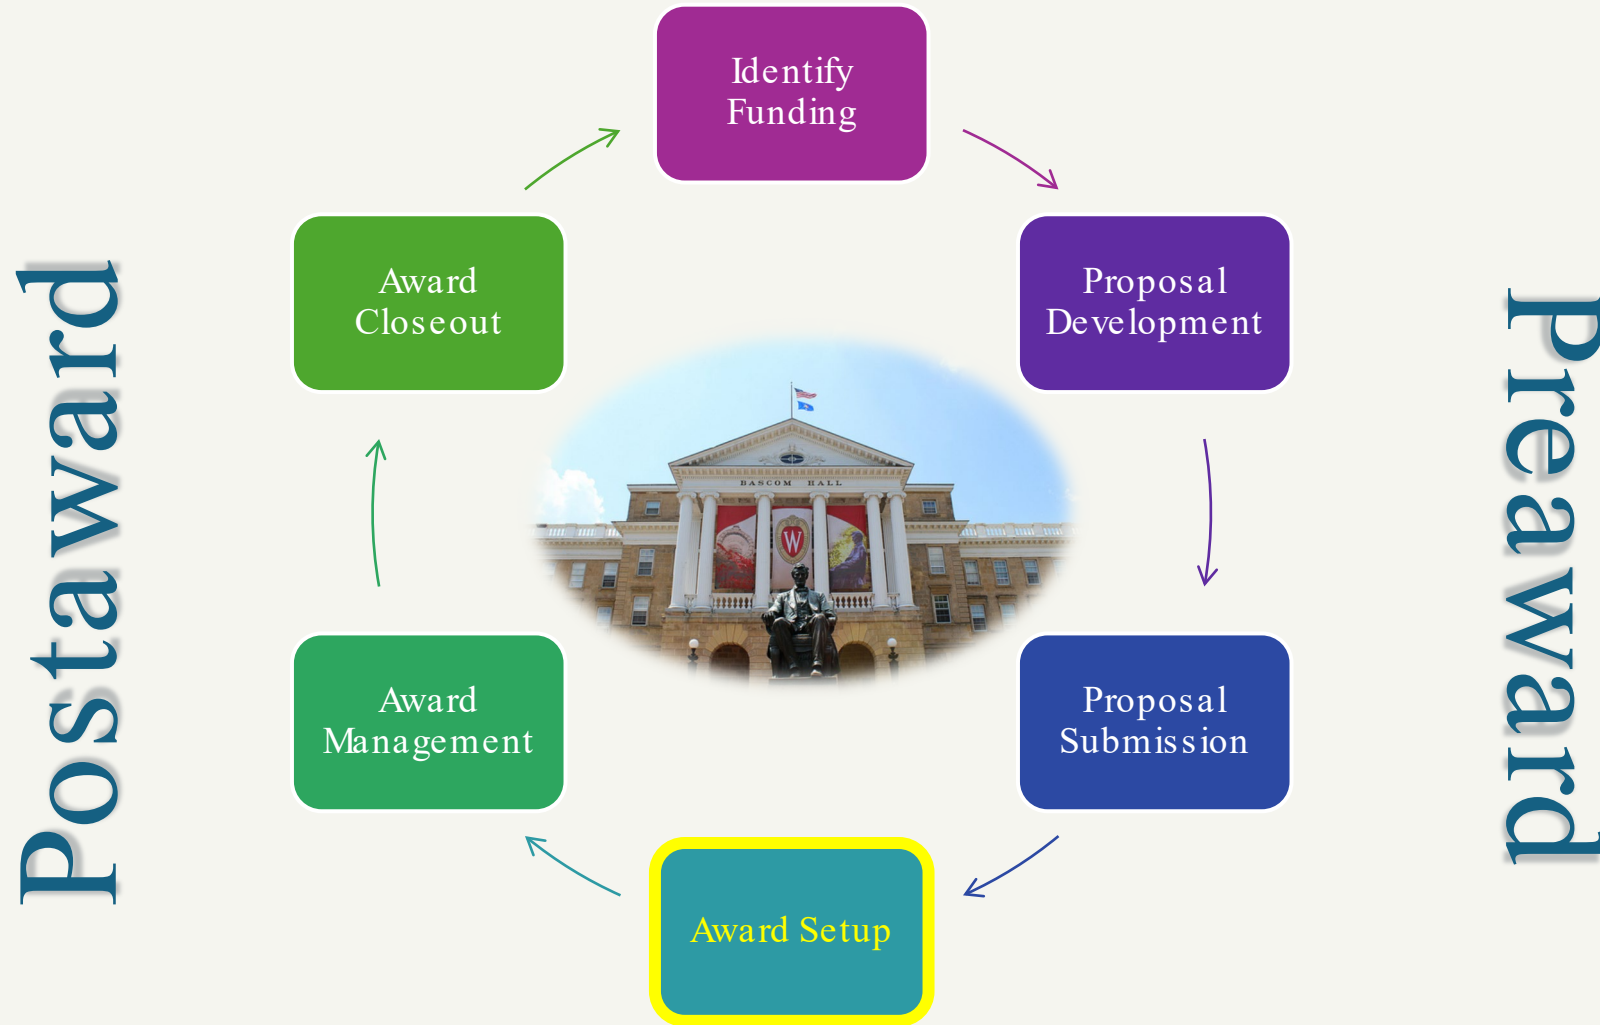 Identify
Funding
Award
Closeout
Proposal
Development
Postaward
Preaward
BASCOM HALL
W
Award
Management
Proposal
Submission
Award Setup